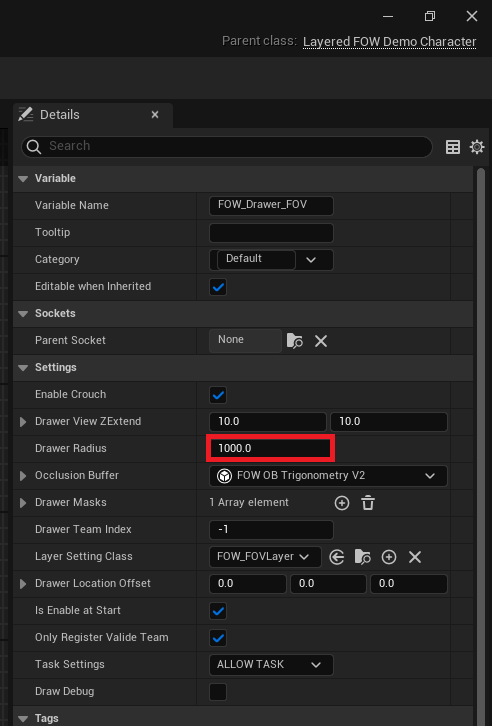 Parent class: Layered FOW Demo Character
Details
Search
Variable
Variable Name FOW_Drawer_FOV
Tooltip
Category Default
Editable when Inherited
Sockets
Parent Socket None
Settings
Enable Crouch
Drawer View ZExtend 10.0 10.0
Drawer Radius 1000.0
Occlusion Buffer FOW OB Trigonometry V2
Drawer Masks 1 Array element
Drawer Team Index -1
Layer Setting Class FOW_FOVLayer
Drawer Location Offset 0.0 0.0 0.0
Is Enable at Start
Only Register Valide Team
Task Settings ALLOW TASK
Draw Debug
Tags